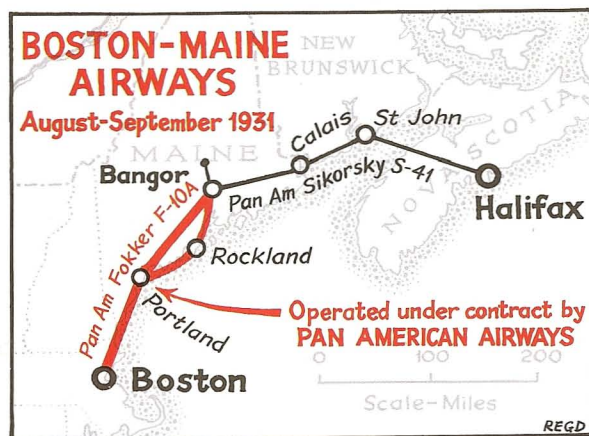 BOSTON-MAINE
AIRWAYS
August-September 1931
NEW
BRUNSWICK
MAINE
NOVA SCOTIA
Calais
St John
Bangor
Pan Am Sikorsky S-41
Halifax
Pan Am Fokker F-10A
Rockland
Portland
Operated under contract by
PAN AMERICAN AIRWAYS
Boston
0 100 200
Scale-Miles
REGD